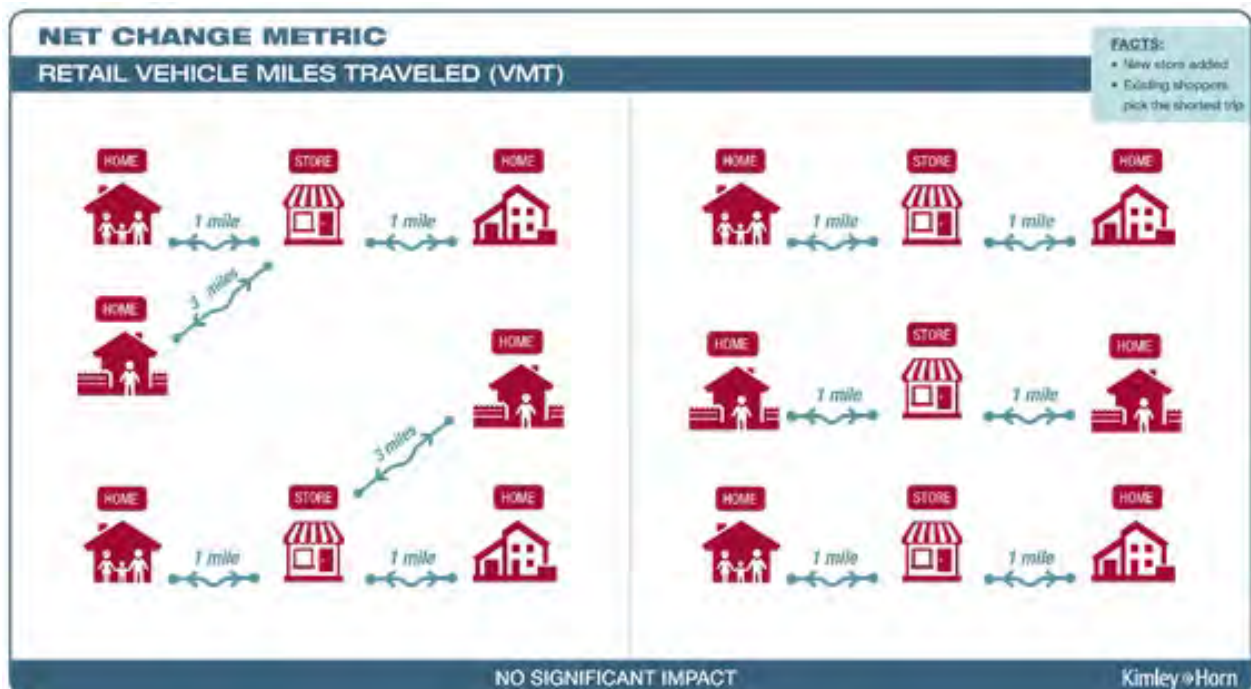 NET CHANGE METRIC
RETAIL VEHICLE MILES TRAVELED (VMT)
FACTS:
• New store added
• Existing shoppers
pick the shortest trip
HOME
STORE
HOME
1 mile
1 mile
3 miles
HOME
HOME
3 miles
HOME
STORE
HOME
1 mile
1 mile
HOME
STORE
HOME
1 mile
1 mile
HOME
STORE
HOME
1 mile
1 mile
HOME
STORE
HOME
1 mile
1 mile
NO SIGNIFICANT IMPACT
Kimley»Horn